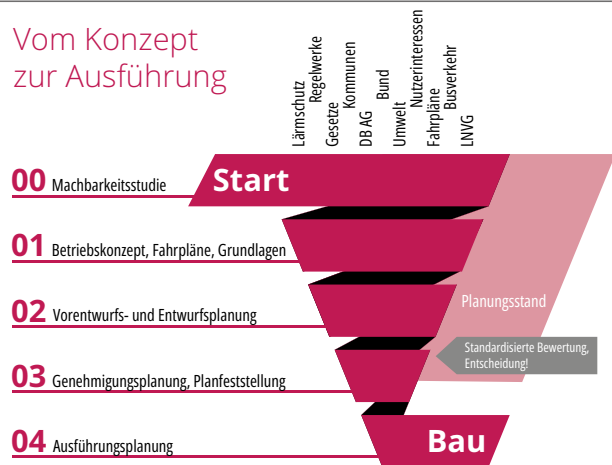 Vom Konzept
zur Ausführung
Lärmschutz
Regelwerke
Gesetze
Kommunen
DB AG
Bund
Umwelt
Nutzerinteressen
Fahrpläne
Busverkehr
LNVG
00 Machbarkeitsstudie
Start
01 Betriebskonzept, Fahrpläne, Grundlagen
02 Vorentwurfs- und Entwurfsplanung
Planungsstand
Standardisierte Bewertung,
Entscheidung!
03 Genehmigungsplanung, Planfeststellung
04 Ausführungsplanung
Bau